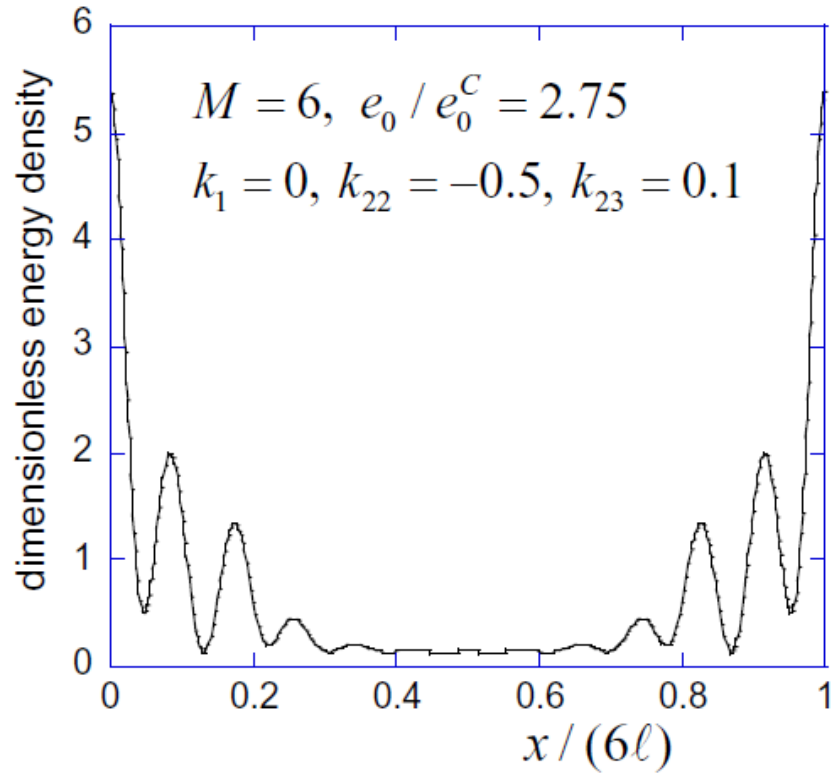 6
5
4
3
2
1
0
dimensionless energy density
M = 6, e₀ / e₀ᶜ = 2.75
k₁ = 0, k₂₂ = −0.5, k₂₃ = 0.1
0 0.2 0.4 0.6 0.8 1
x / (6ℓ)